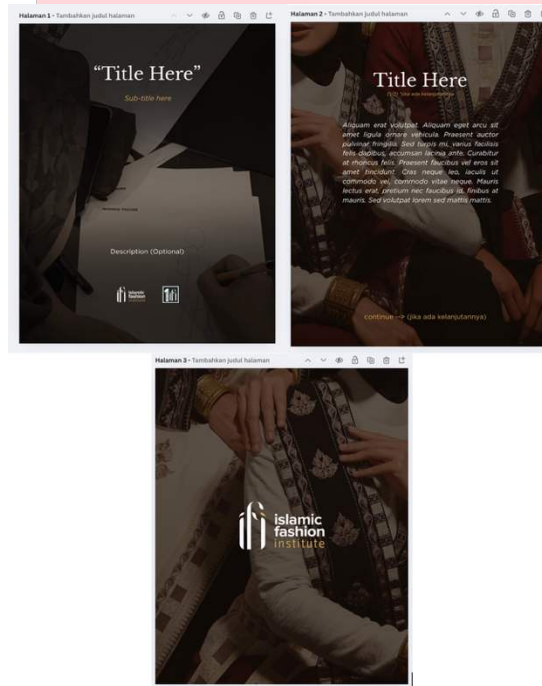 Halaman 1 - Tambahkan judul halaman
“Title Here”
Sub-title here
Description (Optional)
islamic
fashion
institute
Halaman 2 - Tambahkan judul halaman
Title Here
Aliquam erat volutpat. Aliquam eget arcu sit
amet ligula ornare vehicula. Praesent auctor
pulvinar fringilla. Sed turpis mi, varius facilisis
felis dapibus, accumsan lacinia ante. Curabitur
at rhoncus felis. Praesent faucibus vel eros sit
amet tincidunt. Cras neque leo, iaculis ut
commodo vel, commodo vitae neque. Mauris
lectus erat, pretium nec faucibus id, finibus at
mauris. Sed volutpat lorem sed mattis mattis.
continue --> (jika ada kelanjutannya)
Halaman 3 - Tambahkan judul halaman
ifi islamic
fashion
institute